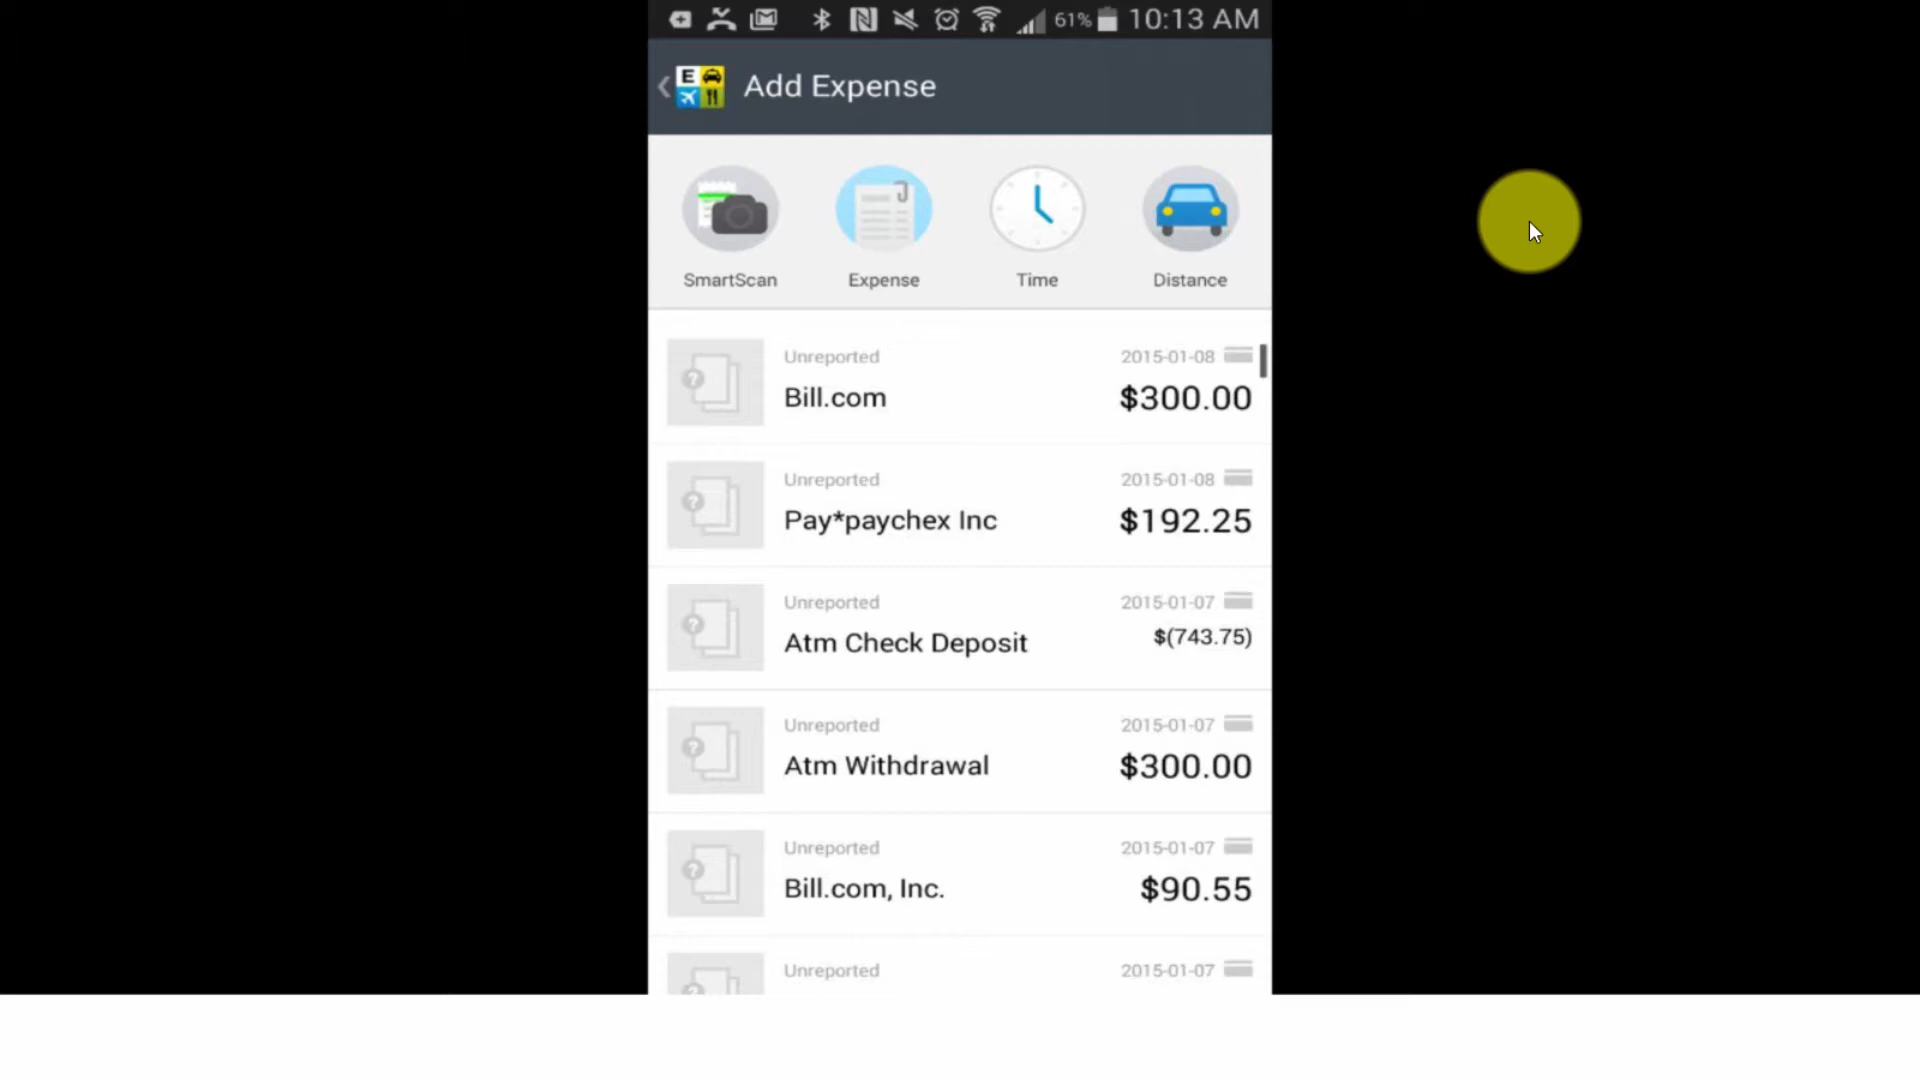 61% 10:13 AM
E Add Expense
SmartScan Expense Time Distance
Unreported 2015-01-08
Bill.com $300.00
Unreported 2015-01-08
Pay*paychex Inc $192.25
Unreported 2015-01-07
Atm Check Deposit $(743.75)
Unreported 2015-01-07
Atm Withdrawal $300.00
Unreported 2015-01-07
Bill.com, Inc. $90.55
Unreported 2015-01-07